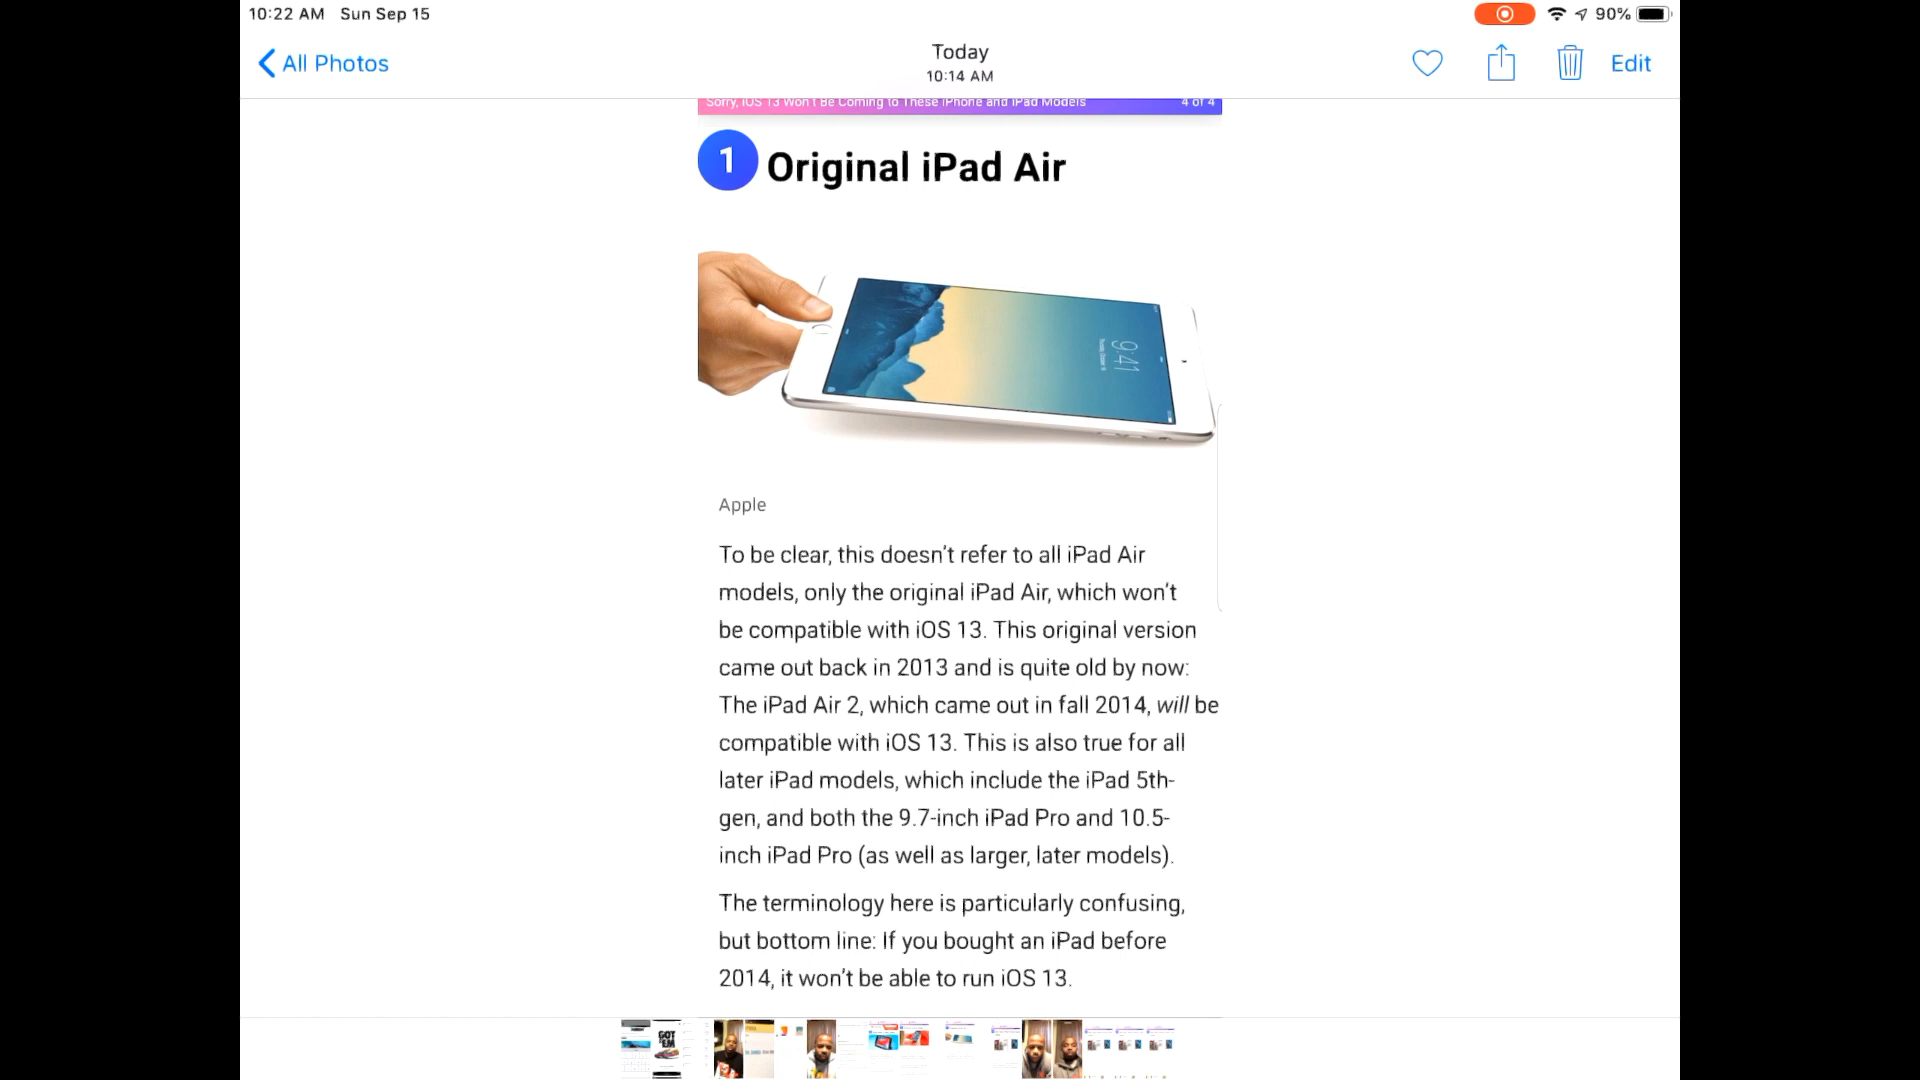 10:22 AM Sun Sep 15
90%
All Photos
Today
10:14 AM
Edit
Sorry, iOS 13 Won't Be Coming to These iPhone and iPad Models 4 of 4
1 Original iPad Air
9:41
Apple
To be clear, this doesn't refer to all iPad Air
models, only the original iPad Air, which won't
be compatible with iOS 13. This original version
came out back in 2013 and is quite old by now:
The iPad Air 2, which came out in fall 2014, will be
compatible with iOS 13. This is also true for all
later iPad models, which include the iPad 5th-
gen, and both the 9.7-inch iPad Pro and 10.5-
inch iPad Pro (as well as larger, later models).
The terminology here is particularly confusing,
but bottom line: If you bought an iPad before
2014, it won't be able to run iOS 13.
GOT
'EM